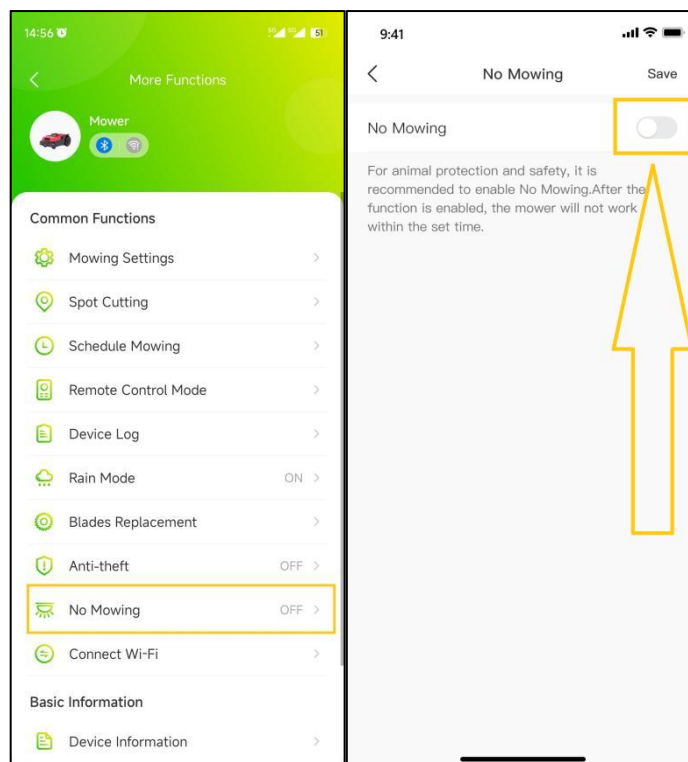 14:56
5G 5G 51
More Functions
Mower
Common Functions
Mowing Settings
Spot Cutting
Schedule Mowing
Remote Control Mode
Device Log
Rain Mode ON
Blades Replacement
Anti-theft OFF
No Mowing OFF
Connect Wi-Fi
Basic Information
Device Information
9:41
No Mowing Save
No Mowing
For animal protection and safety, it is
recommended to enable No Mowing.After the
function is enabled, the mower will not work
within the set time.